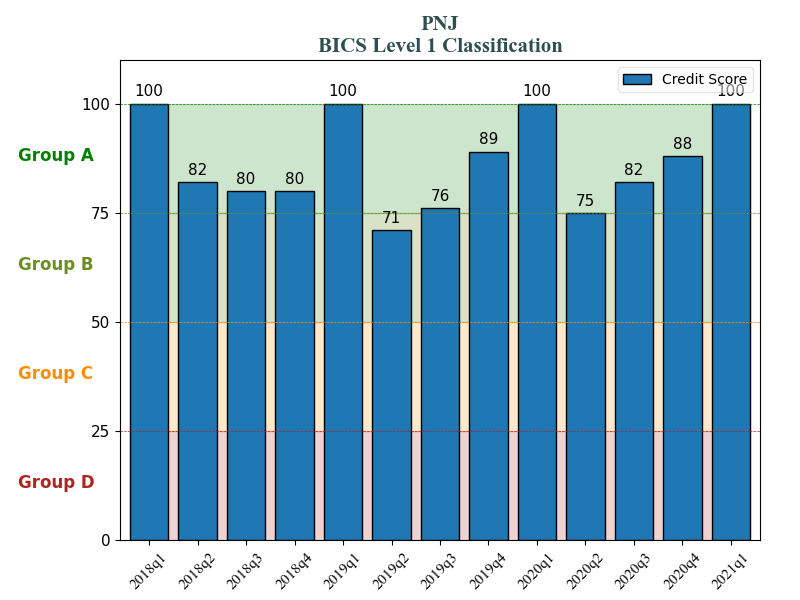 PNJ
BICS Level 1 Classification
Credit Score
100
82
80
80
100
71
76
89
100
75
82
88
100
100
75
50
25
0
Group A
Group B
Group C
Group D
2018q1
2018q2
2018q3
2018q4
2019q1
2019q2
2019q3
2019q4
2020q1
2020q2
2020q3
2020q4
2021q1